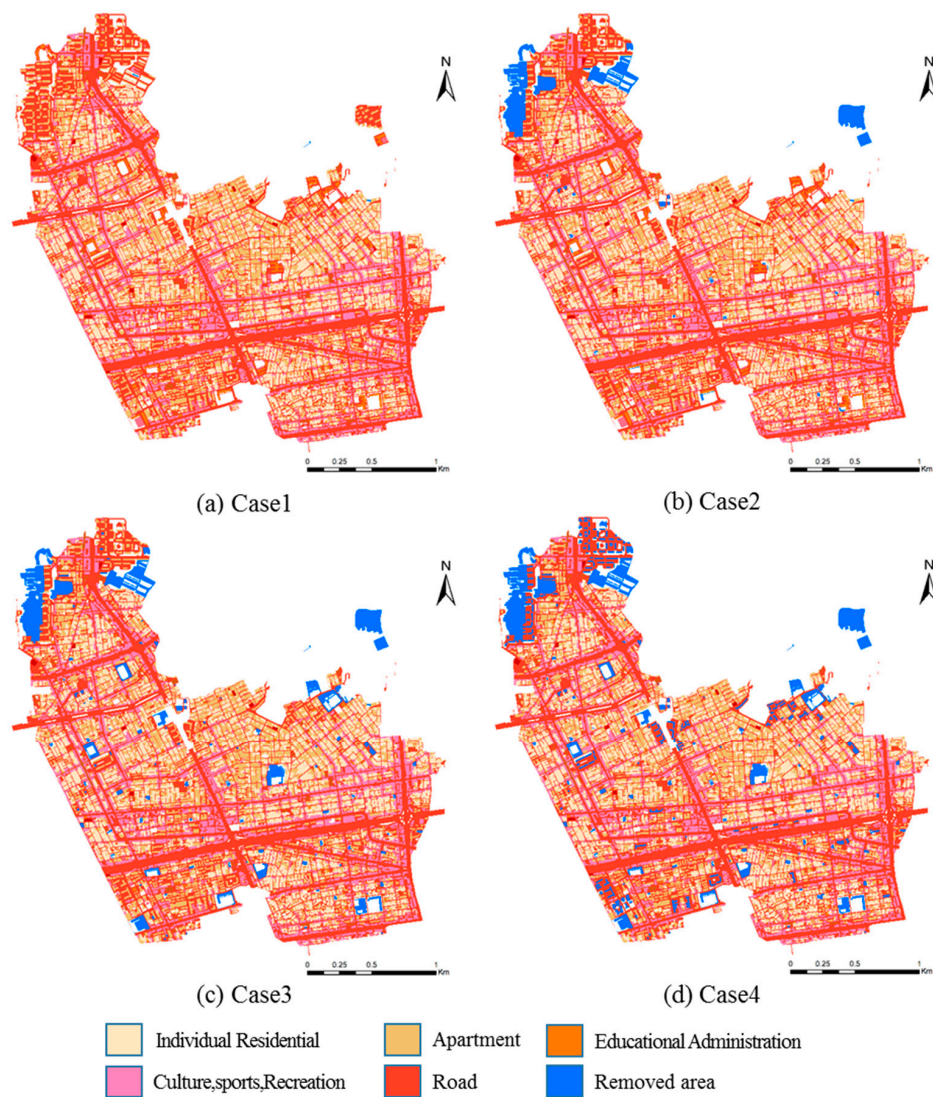 N
N
0 0.25 0.5 1
Km
0 0.25 0.5 1
Km
(a) Case1
(b) Case2
N
N
0 0.25 0.5 1
Km
0 0.25 0.5 1
Km
(c) Case3
(d) Case4
Individual Residential
Apartment
Educational Administration
Culture,sports,Recreation
Road
Removed area